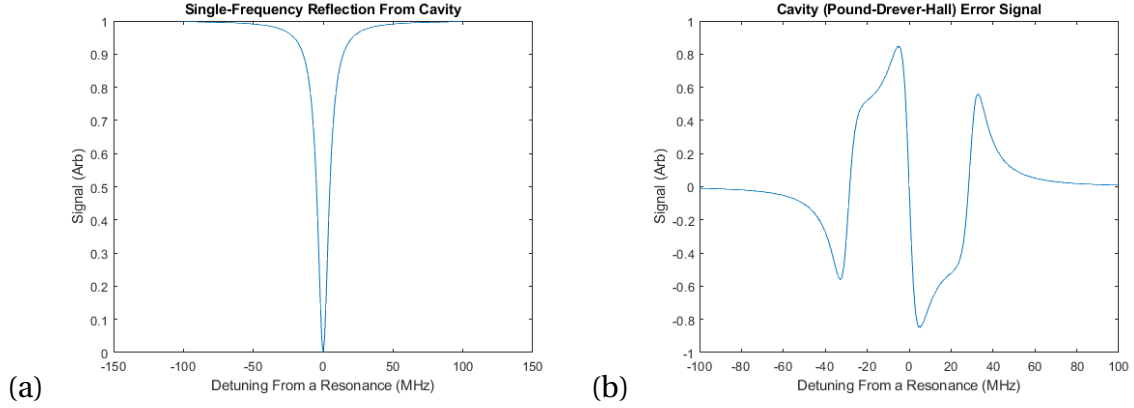 Single-Frequency Reflection From Cavity
1
0.9
0.8
0.7
0.6
0.5
0.4
0.3
0.2
0.1
0
Signal (Arb)
-150 -100 -50 0 50 100 150
Detuning From a Resonance (MHz)
(a)
Cavity (Pound-Drever-Hall) Error Signal
1
0.8
0.6
0.4
0.2
0
-0.2
-0.4
-0.6
-0.8
-1
Signal (Arb)
-100 -80 -60 -40 -20 0 20 40 60 80 100
Detuning From a Resonance (MHz)
(b)